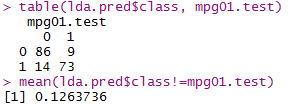 > table(lda.pred$class, mpg01.test)
mpg01.test
0 1
0 86 9
1 14 73
> mean(lda.pred$class!=mpg01.test)
[1] 0.1263736